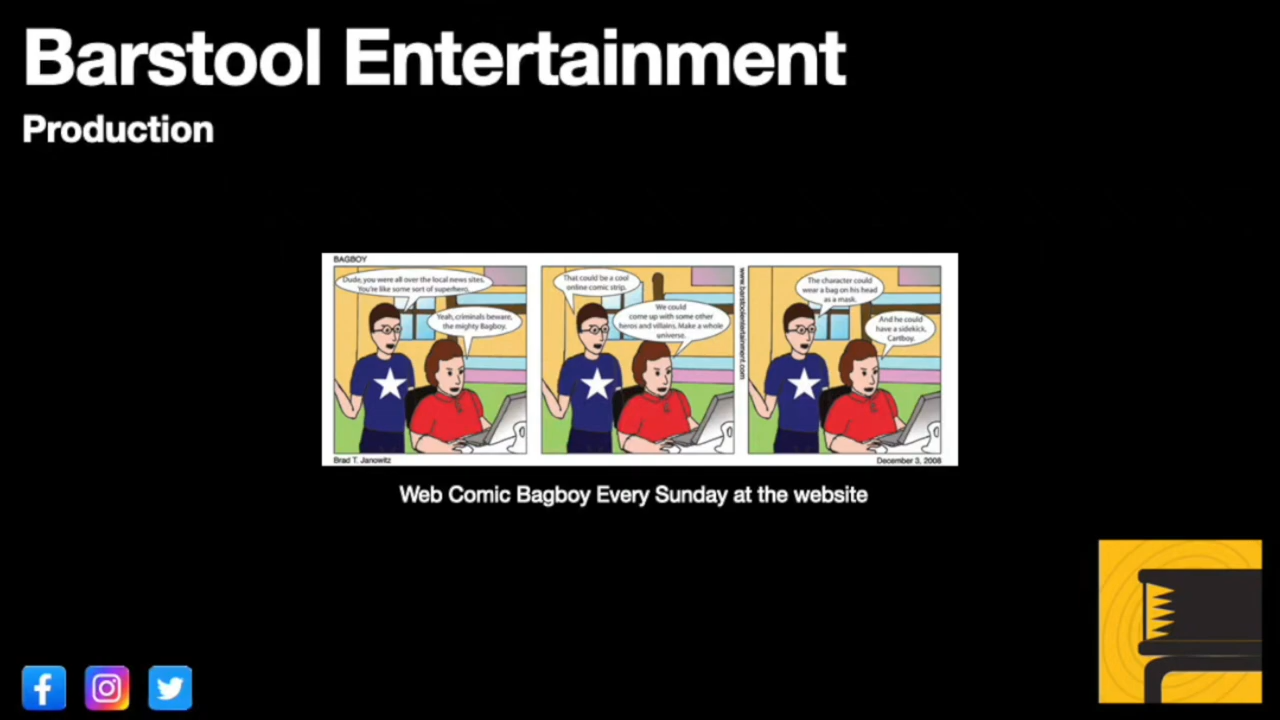 Barstool Entertainment
Production
BAGBOY
Dude, you were all over the local news sites.
You're like some sort of superhero.
Yeah, criminals beware,
the mighty Bagboy.
That could be a cool
online comic strip.
We could
come up with some other
heros and villains. Make a whole
universe.
www.barstoolentertainment.com
The character could
wear a bag on his head
as a mask.
And he could
have a sidekick,
Cartboy.
Brad T. Janowitz
December 3, 2008
Web Comic Bagboy Every Sunday at the website